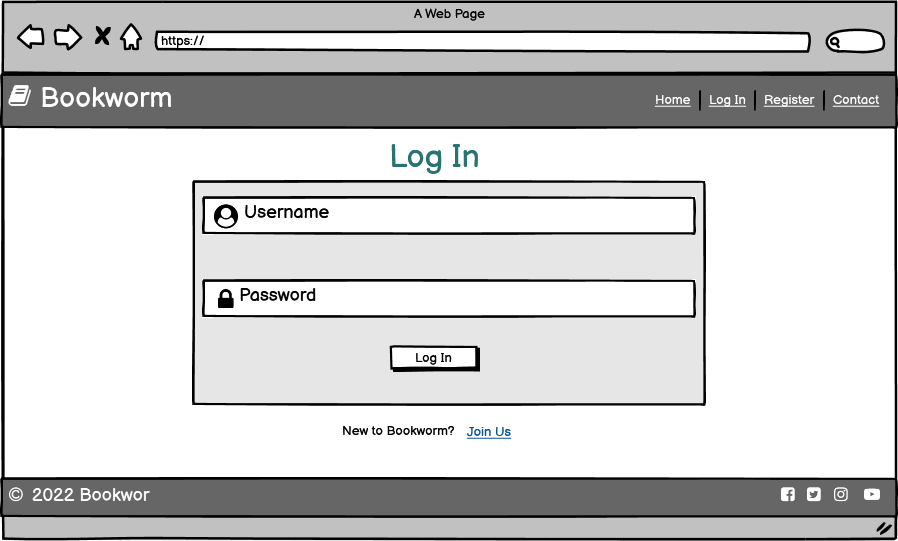 A Web Page
https://
Bookworm
Home Log In Register Contact
Log In
Username
Password
Log In
New to Bookworm? Join Us
© 2022 Bookwor